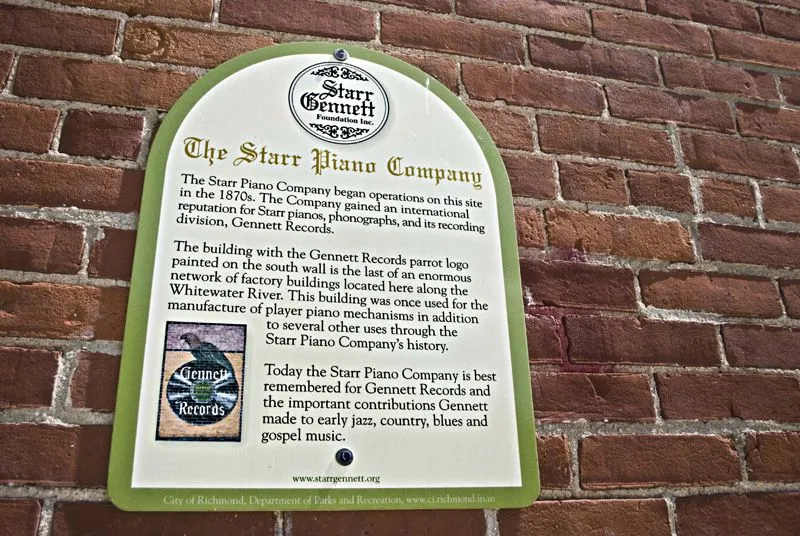 Starr
Gennett
Foundation Inc.
The Starr Piano Company
The Starr Piano Company began operations on this site
in the 1870s. The Company gained an international
reputation for Starr pianos, phonographs, and its recording
division, Gennett Records.
The building with the Gennett Records parrot logo
painted on the south wall is the last of an enormous
network of factory buildings located here along the
Whitewater River. This building was once used for the
manufacture of player piano mechanisms in addition
to several other uses through the
Starr Piano Company's history.
Gennett
Records
Today the Starr Piano Company is best
remembered for Gennett Records and
the important contributions Gennett
made to early jazz, country, blues and
gospel music.
www.starrgennett.org
City of Richmond, Department of Parks and Recreation, www.ci.richmond.in.us